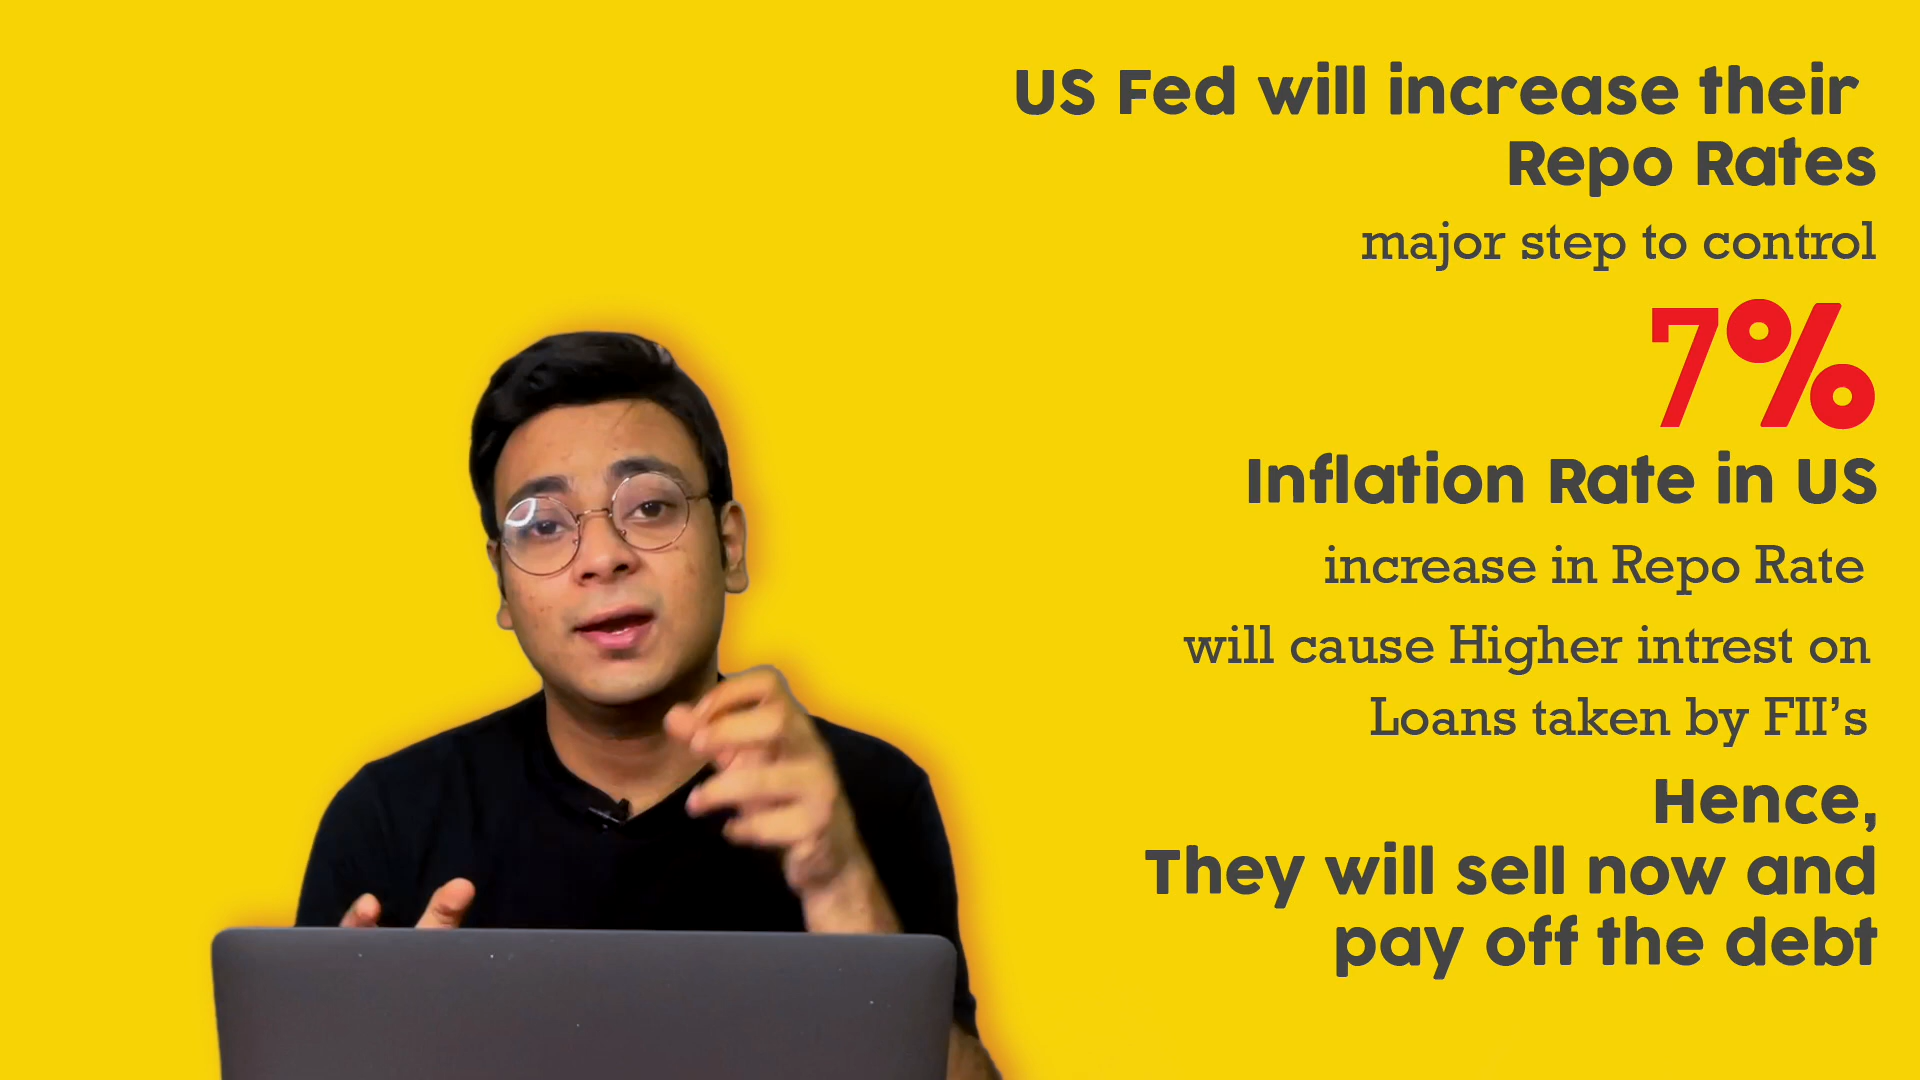 US Fed will increase their
Repo Rates
major step to control
7%
Inflation Rate in US
increase in Repo Rate
will cause Higher intrest on
Loans taken by FII’s
Hence,
They will sell now and
pay off the debt